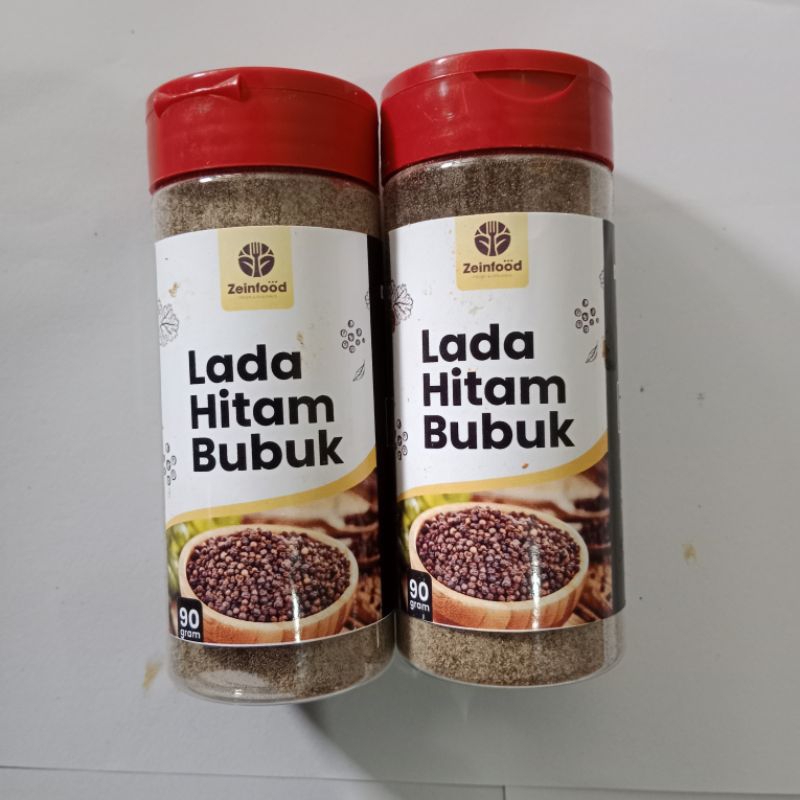 Zeinfood
Lada
Hitam
Bubuk
90
gram
Zeinfood
Lada
Hitam
Bubuk
90
gram